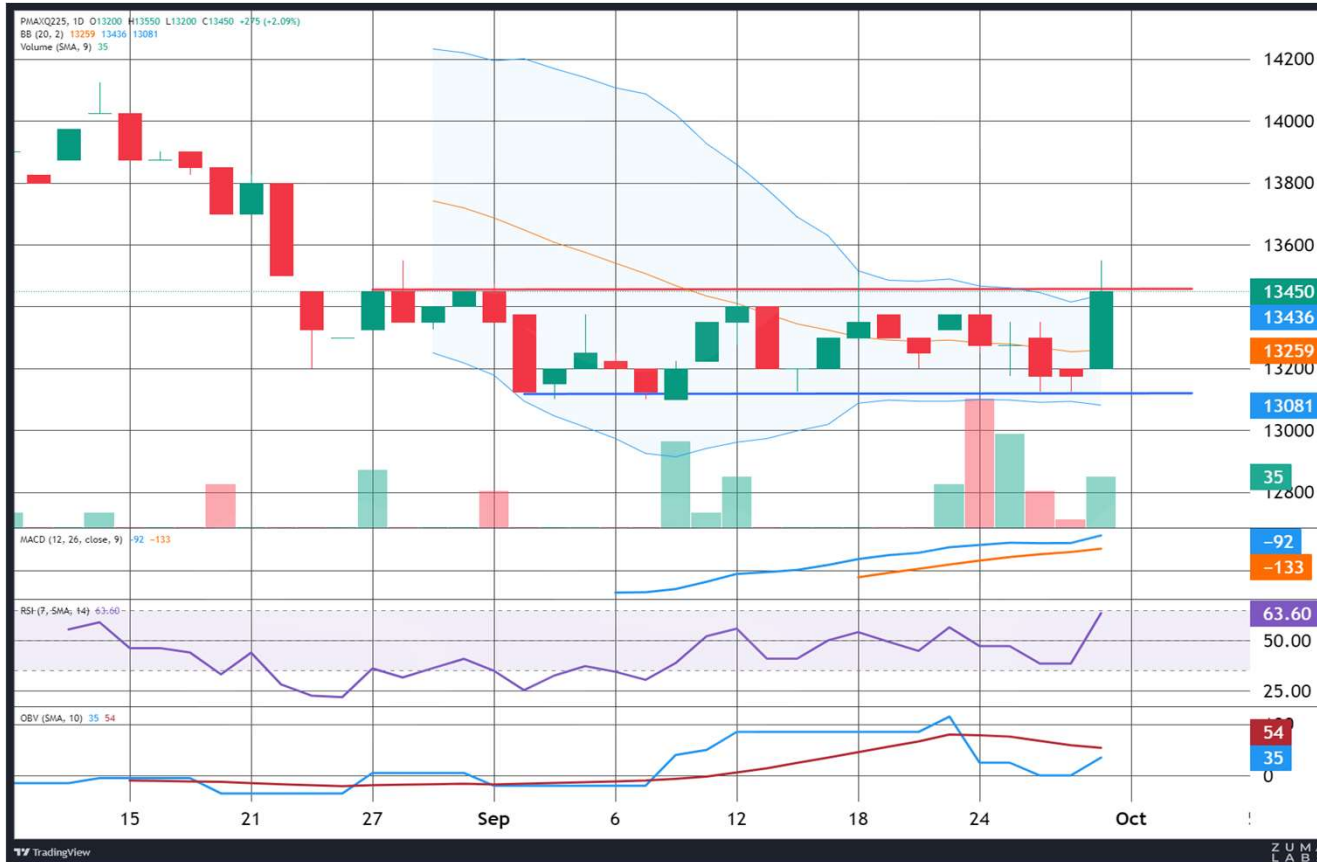 PMAXQ225, 1D O13200 H13550 L13200 C13450 +275 (+2.09%)
BB (20, 2) 13259 13436 13081
Volume (SMA, 9) 35
14200
14000
13800
13600
13450
13436
13259
13200
13081
13000
35
12800
MACD (12, 26, close, 9) −92 −133
−92
−133
RSI (7, SMA, 14) 63.60
63.60
50.00
25.00
OBV (SMA, 10) 35 54
54
35
0
15 21 27 Sep 6 12 18 24 Oct
TradingView
ZUM
LAB